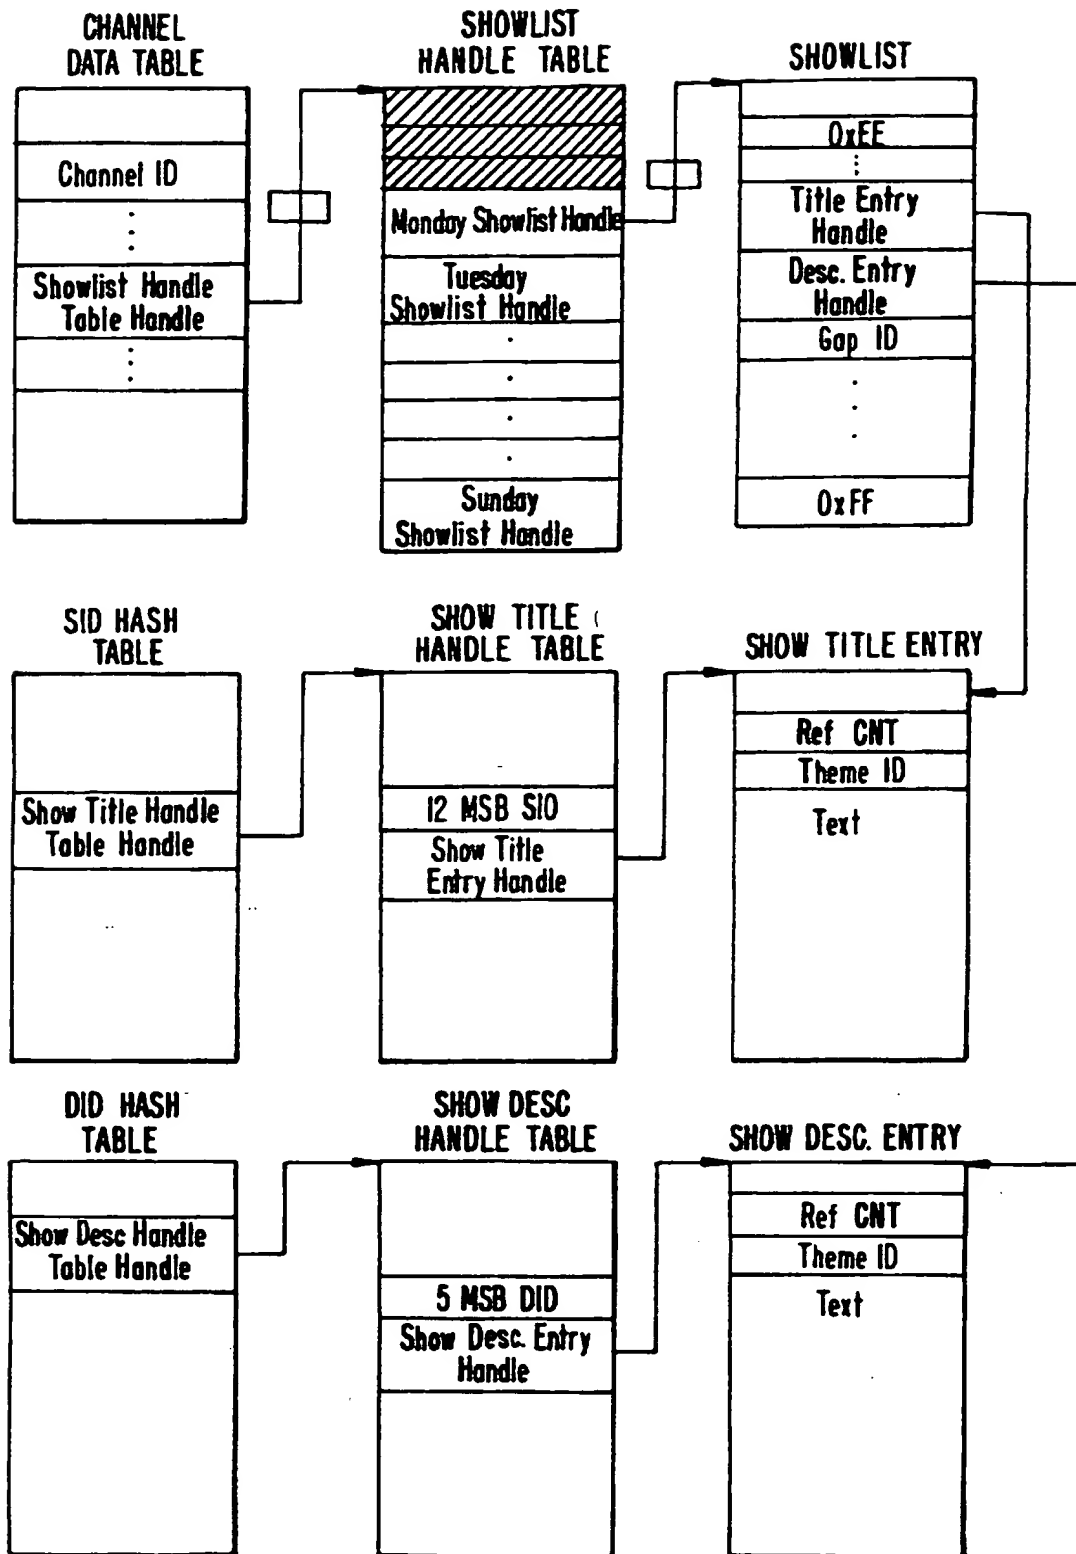 CHANNEL
DATA TABLE
Channel ID
Showlist Handle
Table Handle
SHOWLIST
HANDLE TABLE
Monday Showlist Handle
Tuesday
Showlist Handle
Sunday
Showlist Handle
SHOWLIST
0xEE
Title Entry
Handle
Desc. Entry
Handle
Gap ID
0xFF
SID HASH
TABLE
Show Title Handle
Table Handle
SHOW TITLE
HANDLE TABLE
12 MSB SIO
Show Title
Entry Handle
SHOW TITLE ENTRY
Ref CNT
Theme ID
Text
DID HASH
TABLE
Show Desc Handle
Table Handle
SHOW DESC
HANDLE TABLE
5 MSB DID
Show Desc. Entry
Handle
SHOW DESC. ENTRY
Ref CNT
Theme ID
Text